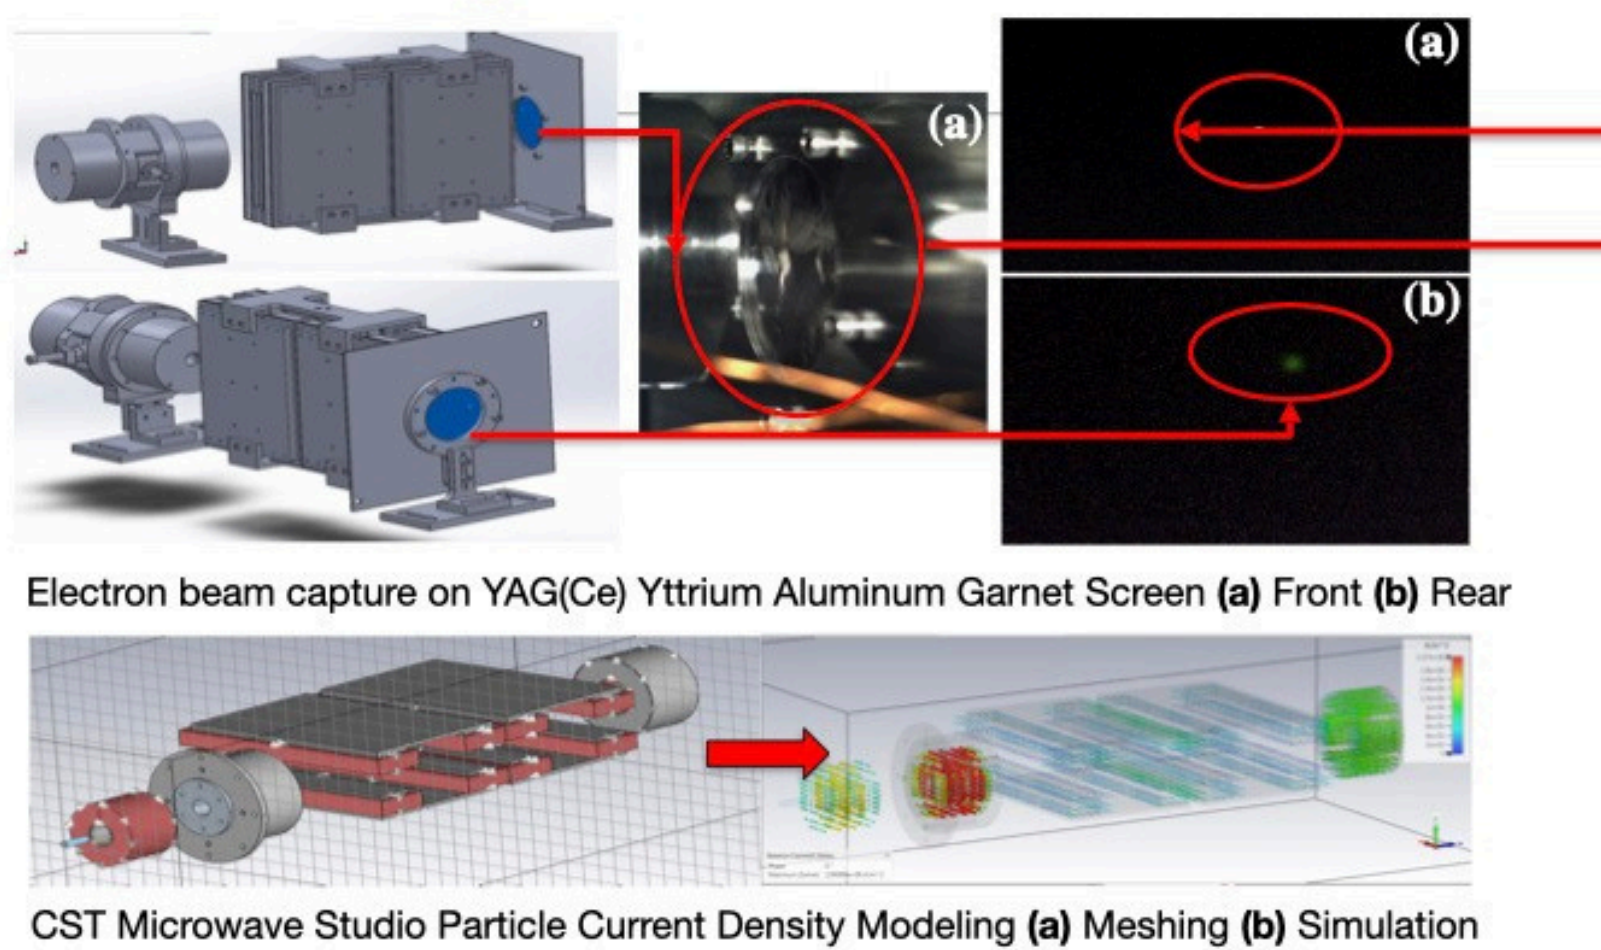 (a)
(a)
(b)
Electron beam capture on YAG(Ce) Yttrium Aluminum Garnet Screen (a) Front (b) Rear
CST Microwave Studio Particle Current Density Modeling (a) Meshing (b) Simulation